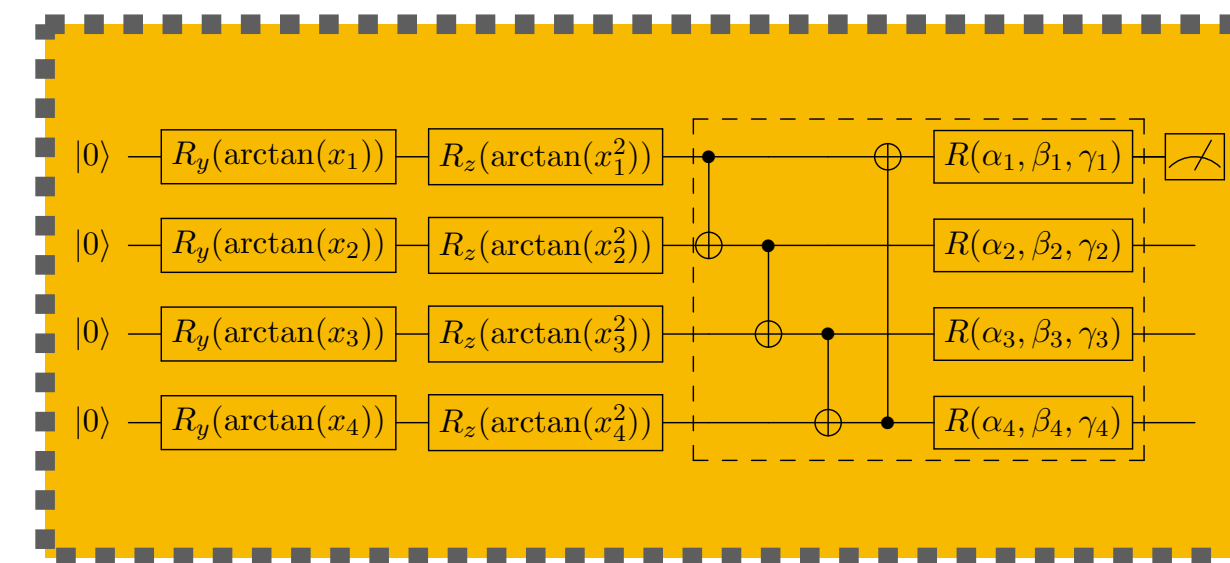 |0⟩ R_y(arctan(x_1)) R_z(arctan(x_1^2)) R(α_1, β_1, γ_1)
|0⟩ R_y(arctan(x_2)) R_z(arctan(x_2^2)) R(α_2, β_2, γ_2)
|0⟩ R_y(arctan(x_3)) R_z(arctan(x_3^2)) R(α_3, β_3, γ_3)
|0⟩ R_y(arctan(x_4)) R_z(arctan(x_4^2)) R(α_4, β_4, γ_4)